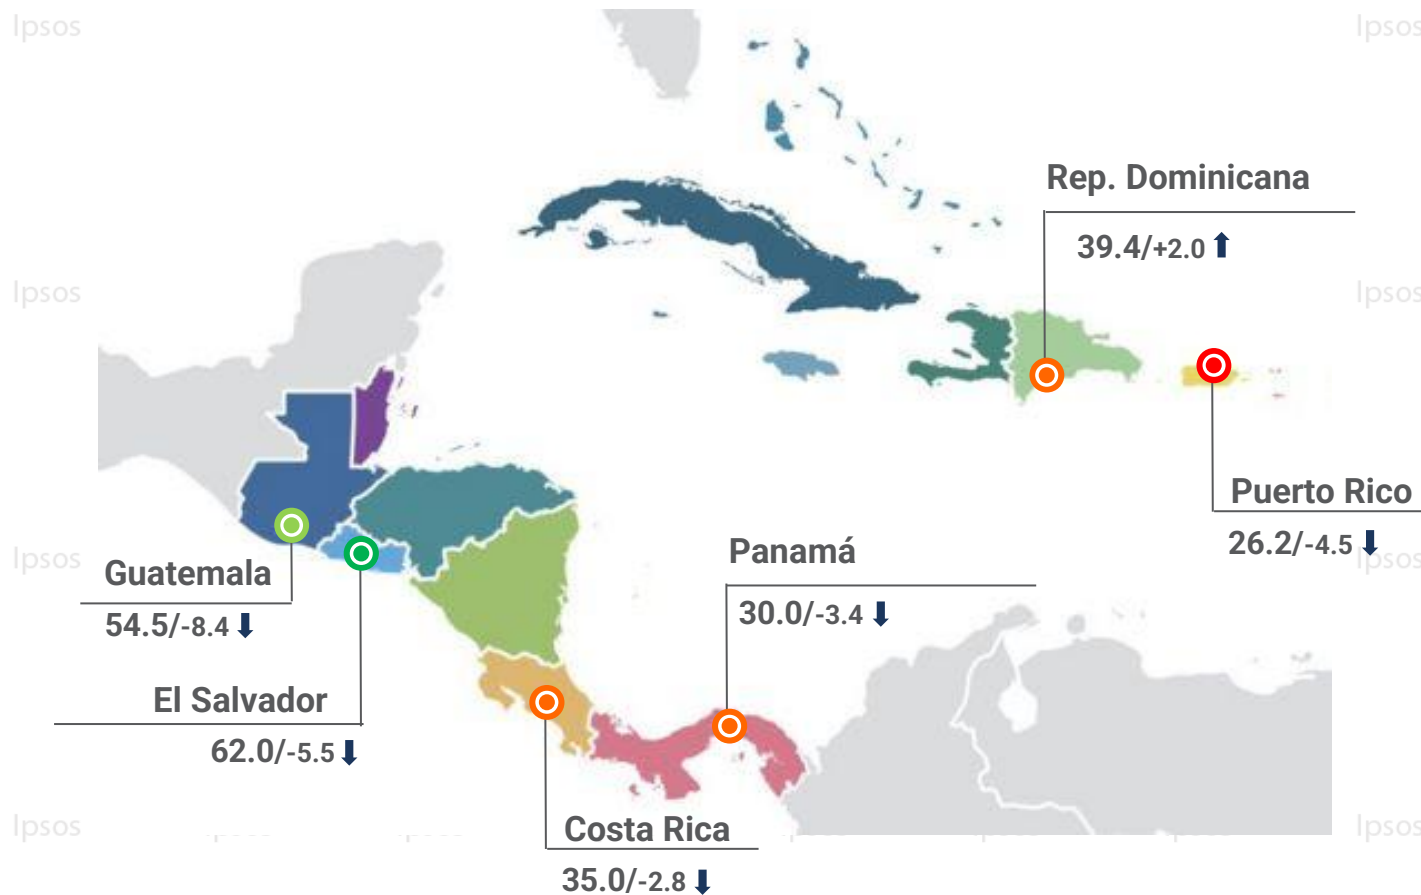 Ipsos
Ipsos
Rep. Dominicana
39.4/+2.0
Ipsos
Ipsos
Puerto Rico
26.2/-4.5
Panamá
30.0/-3.4
Ipsos
Ipsos
Guatemala
54.5/-8.4
El Salvador
62.0/-5.5
Costa Rica
35.0/-2.8
Ipsos
Ipsos